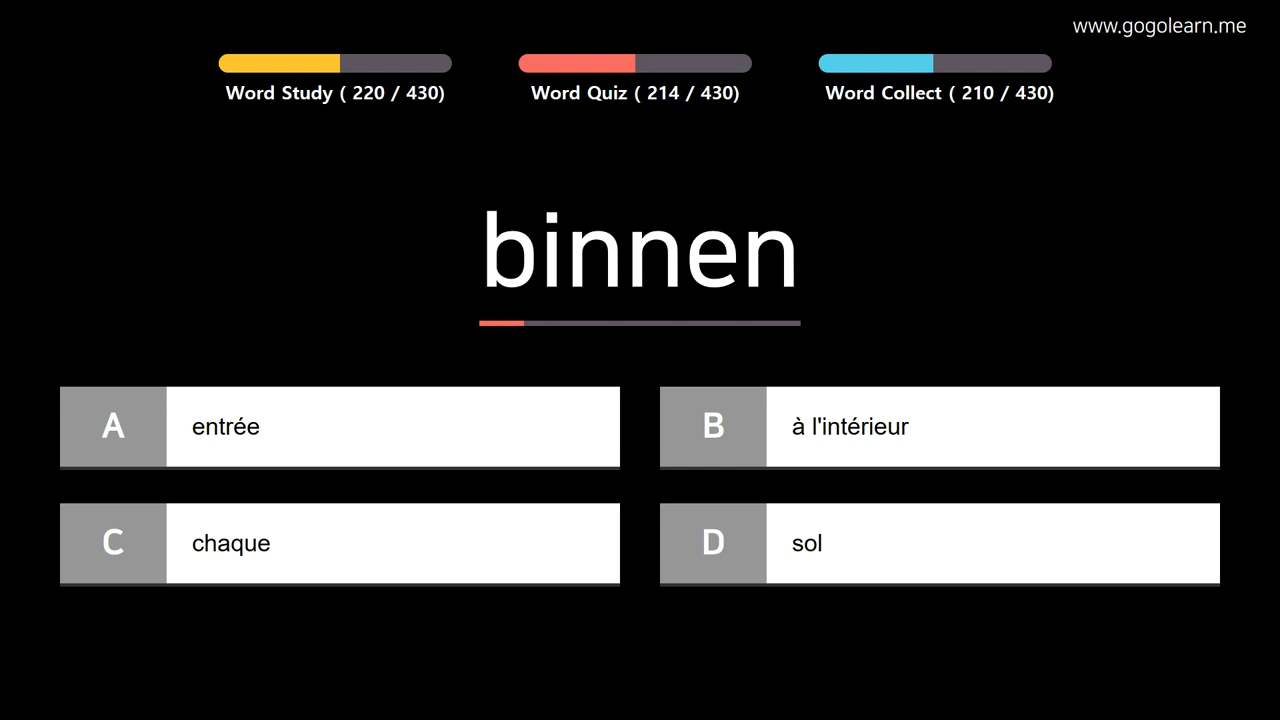 www.gogolearn.me
Word Study ( 220 / 430)
Word Quiz ( 214 / 430)
Word Collect ( 210 / 430)
binnen
A entrée
B à l'intérieur
C chaque
D sol